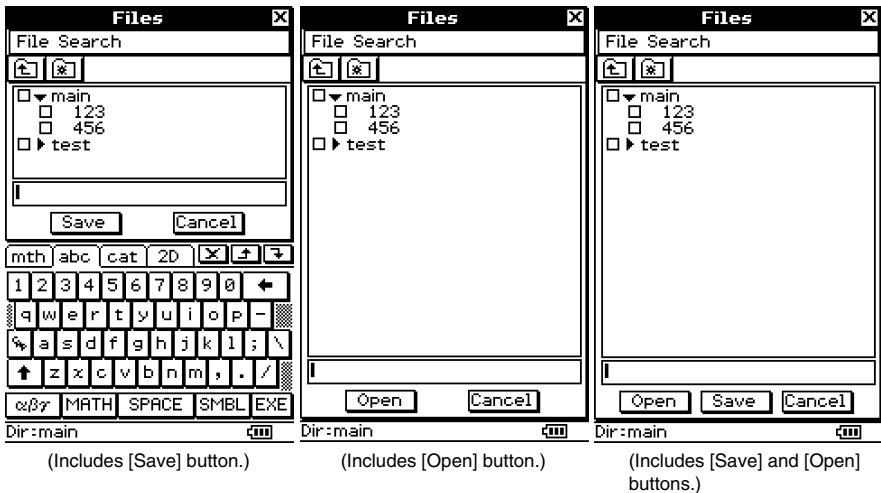 Files
File Search
main
123
456
test
Save Cancel
mth abc cat 2D
1 2 3 4 5 6 7 8 9 0
q w e r t y u i o p -
a s d f g h j k l ; \
z x c v b n m , . /
αβγ MATH SPACE SMBL EXE
Dir:main
(Includes [Save] button.)
Files
File Search
main
123
456
test
Open Cancel
Dir:main
(Includes [Open] button.)
Files
File Search
main
123
456
test
Open Save Cancel
Dir:main
(Includes [Save] and [Open]
buttons.)